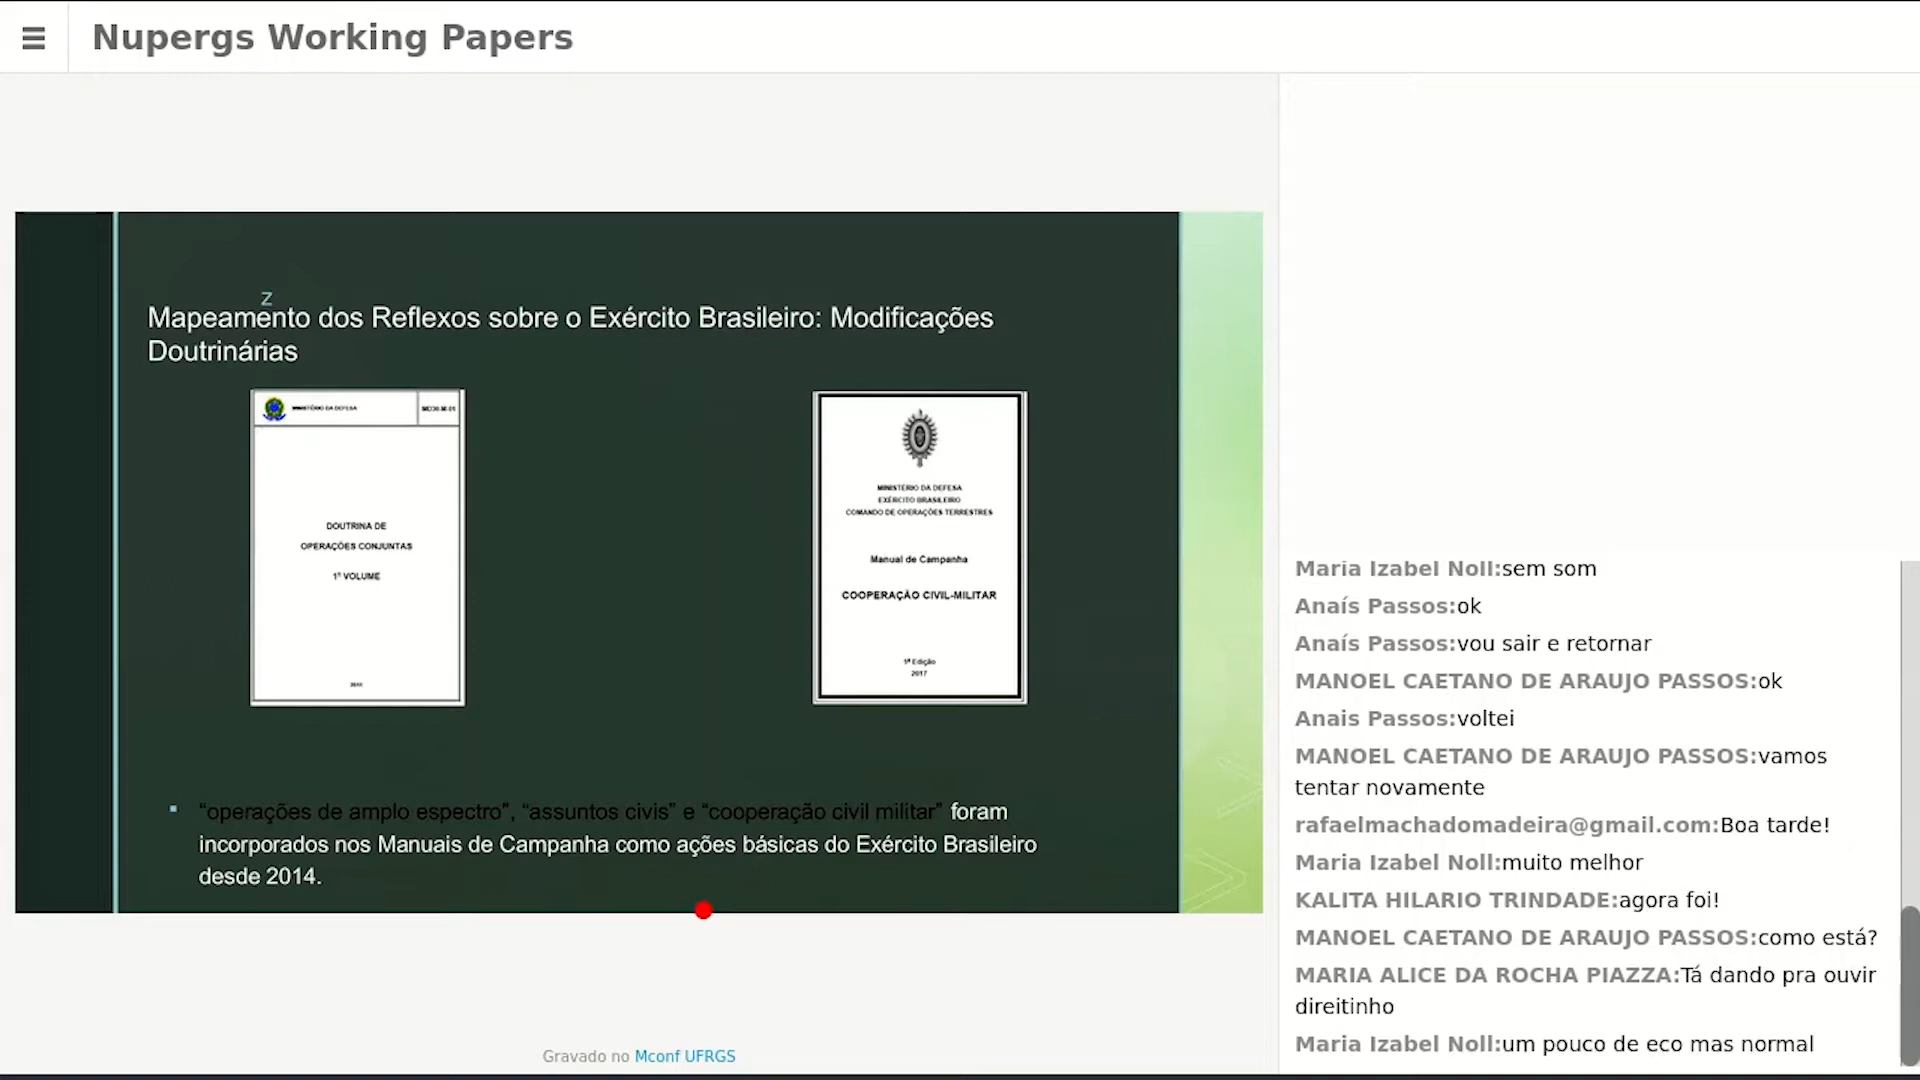 Nupergs Working Papers
z
Mapeamento dos Reflexos sobre o Exército Brasileiro: Modificações
Doutrinárias
MINISTÉRIO DA DEFESA
MD30-M-01
DOUTRINA DE
OPERAÇÕES CONJUNTAS
1º VOLUME
MINISTÉRIO DA DEFESA
EXÉRCITO BRASILEIRO
COMANDO DE OPERAÇÕES TERRESTRES
Manual de Campanha
COOPERAÇÃO CIVIL-MILITAR
1ª Edição
2017
▪ “operações de amplo espectro”, “assuntos civis” e “cooperação civil militar” foram
incorporados nos Manuais de Campanha como ações básicas do Exército Brasileiro
desde 2014.
Gravado no Mconf UFRGS
Maria Izabel Noll:sem som
Anaís Passos:ok
Anaís Passos:vou sair e retornar
MANOEL CAETANO DE ARAUJO PASSOS:ok
Anais Passos:voltei
MANOEL CAETANO DE ARAUJO PASSOS:vamos
tentar novamente
rafaelmachadomadeira@gmail.com:Boa tarde!
Maria Izabel Noll:muito melhor
KALITA HILARIO TRINDADE:agora foi!
MANOEL CAETANO DE ARAUJO PASSOS:como está?
MARIA ALICE DA ROCHA PIAZZA:Tá dando pra ouvir
direitinho
Maria Izabel Noll:um pouco de eco mas normal